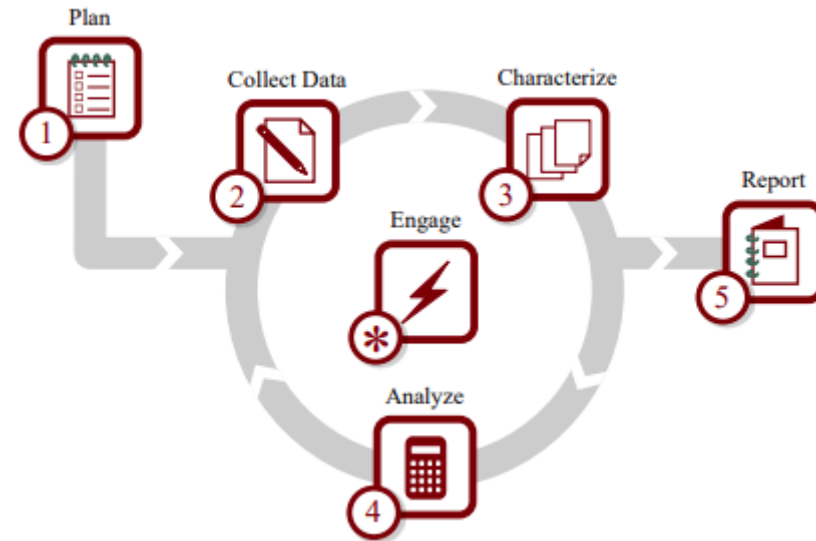 Plan
1
Collect Data
2
Characterize
3
Engage
*
Report
5
Analyze
4